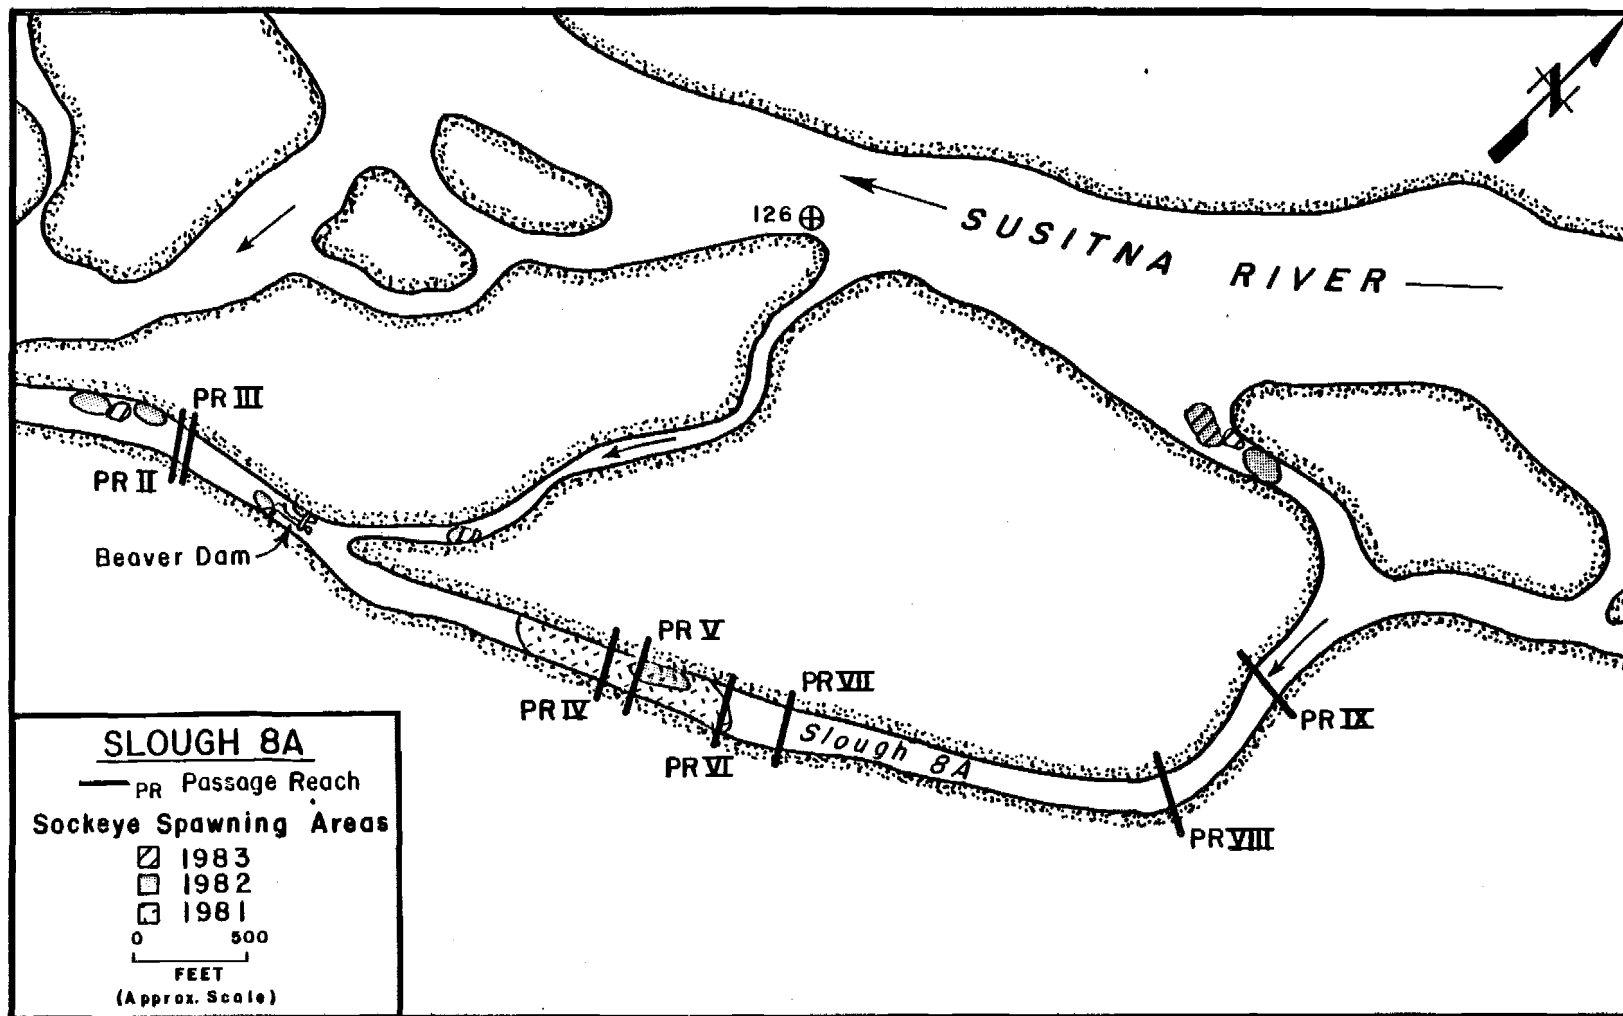 N
126
SUSITNA RIVER
PR III
PR II
Beaver Dam
PR V
PR IV
PR VII
PR VI
Slough 8A
PR IX
PR VIII
SLOUGH 8A
PR Passage Reach
Sockeye Spawning Areas
1983
1982
1981
0 500
FEET
(Approx. Scale)